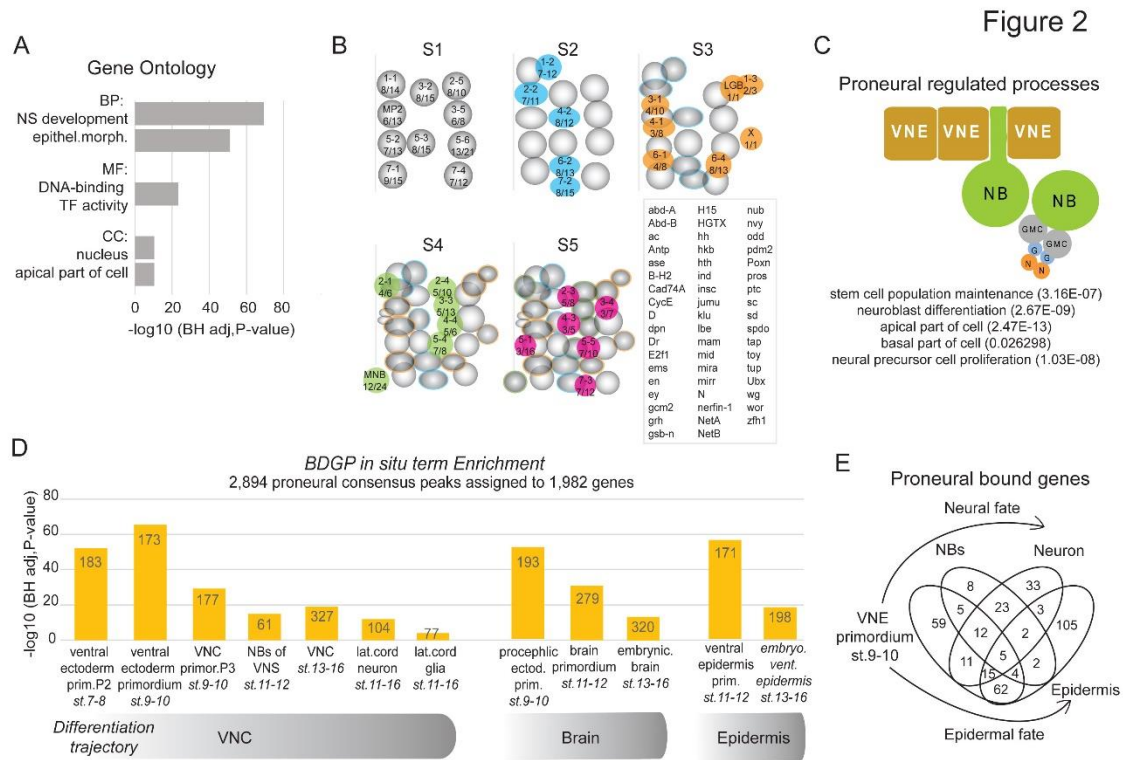 Figure 2
A
Gene Ontology
BP:
NS development
epithel.morph.
MF:
DNA-binding
TF activity
CC:
nucleus
apical part of cell
0 20 40 60 80
-log10 (BH adj,P-value)
B
S1
1-1
8/14
3-2
8/15
2-5
8/10
MP2
6/13
3-5
6/8
5-2
7/13
5-3
8/15
5-6
13/21
7-1
9/15
7-4
7/12
S2
1-2
7-12
2-2
7/11
4-2
8/12
6-2
8/13
7-2
8/15
S3
LGB
1/1
1-3
2/3
3-1
4/10
4-1
3/8
X
1/1
6-1
4/8
6-4
8/13
S4
2-1
4/6
2-4
5/10
3-3
5/13
4-4
5/6
5-4
7/8
MNB
12/24
S5
2-3
5/8
3-4
3/7
4-3
3/5
5-1
3/16
5-5
7/10
7-3
7/12
abd-A H15 nub
Abd-B HGTX nvy
ac hh odd
Antp hkb pdm2
ase hth Poxn
B-H2 ind pros
Cad74A insc ptc
CycE jumu sc
D klu sd
dpn lbe spdo
Dr mam tap
E2f1 mid toy
ems mira tup
en mirr Ubx
ey N wg
gcm2 nerfin-1 wor
grh NetA zfh1
gsb-n NetB
C
Proneural regulated processes
VNE VNE VNE
NB NB
GMC
GMC
G
G
N
N
stem cell population maintenance (3.16E-07)
neuroblast differentiation (2.67E-09)
apical part of cell (2.47E-13)
basal part of cell (0.026298)
neural precursor cell proliferation (1.03E-08)
D
BDGP in situ term Enrichment
2,894 proneural consensus peaks assigned to 1,982 genes
-log10 (BH adj,P-value)
80
60
40
20
0
183 173 177 61 327 104 77 193 279 320 171 198
ventral
ectoderm
prim.P2
st.7-8
ventral
ectoderm
primordium
st.9-10
VNC
primor.P3
st.9-10
NBs of
VNS
st.11-12
VNC
st.13-16
lat.cord
neuron
st.11-16
lat.cord
glia
st.11-16
procephlic
ectod.
prim.
st.9-10
brain
primordium
st.11-12
embrynic.
brain
st.13-16
ventral
epidermis
prim.
st.11-12
embryo.
vent.
epidermis
st.13-16
Differentiation
trajectory
VNC
Brain
Epidermis
E
Proneural bound genes
Neural fate
NBs
Neuron
VNE
primordium
st.9-10
8 33
5 23 3
59 12 2 105
11 5 2
15 4
62
Epidermis
Epidermal fate